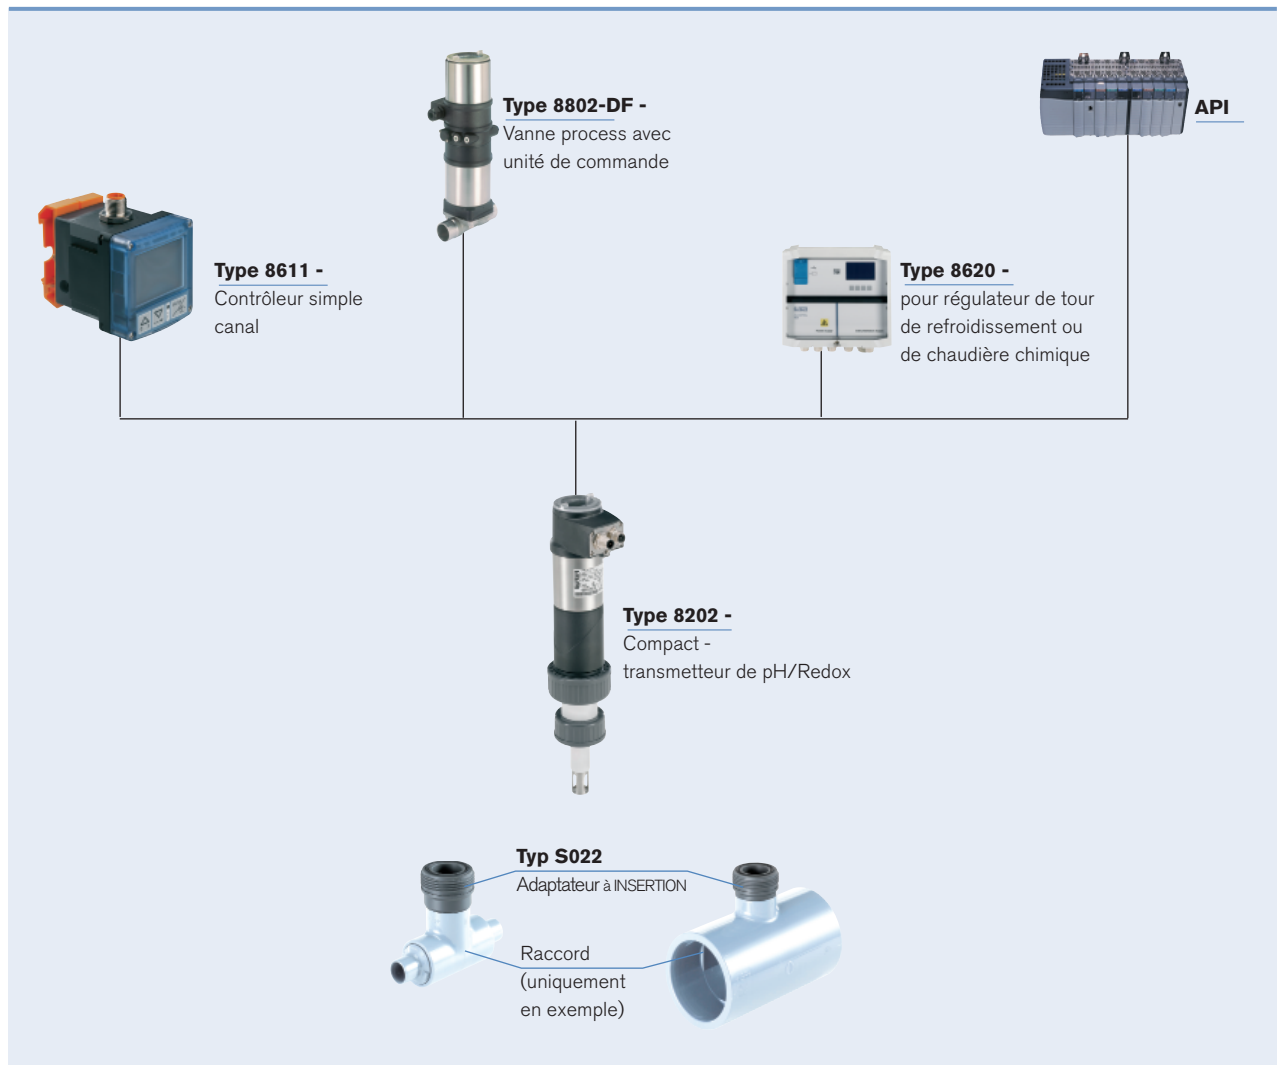 Type 8802-DF -
Vanne process avec
unité de commande
API
Type 8611 -
Contrôleur simple
canal
Type 8620 -
pour régulateur de tour
de refroidissement ou
de chaudière chimique
Type 8202 -
Compact -
transmetteur de pH/Redox
Typ S022
Adaptateur à INSERTION
Raccord
(uniquement
en exemple)